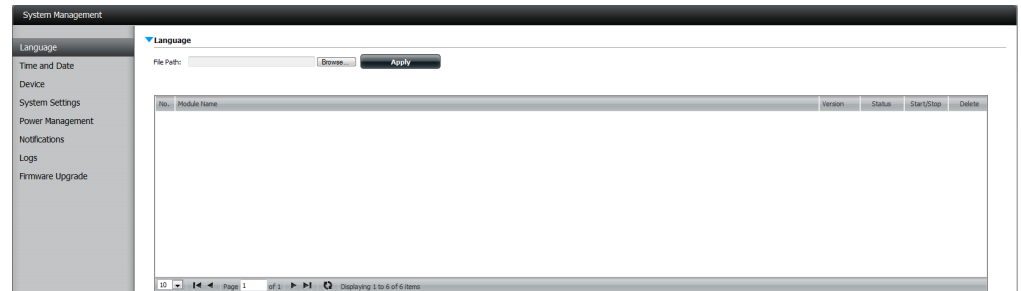 System Management
Language
Time and Date
Device
System Settings
Power Management
Notifications
Logs
Firmware Upgrade
Language
File Path: Browse... Apply
No. Module Name Version Status Start/Stop Delete
10 Page 1 of 1 Displaying 1 to 6 of 6 items